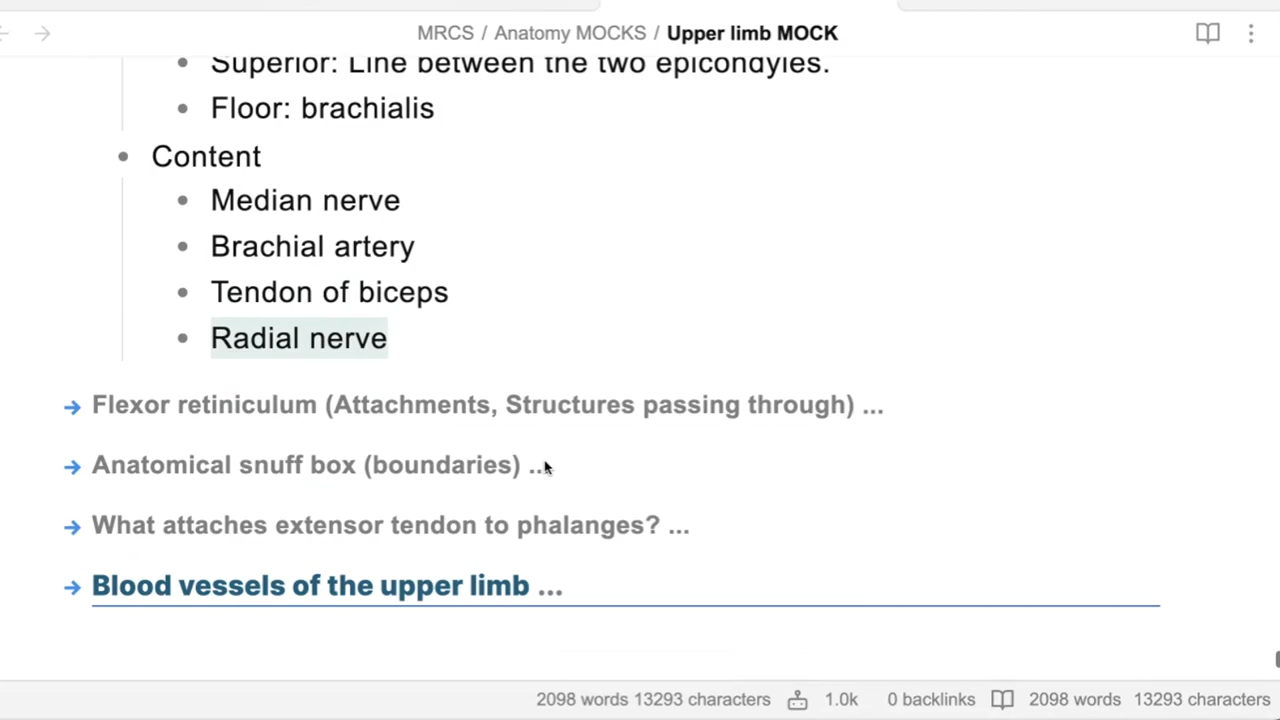 MRCS / Anatomy MOCKS / Upper limb MOCK
Superior: Line between the two epicondyles.
Floor: brachialis
Content
Median nerve
Brachial artery
Tendon of biceps
Radial nerve
Flexor retiniculum (Attachments, Structures passing through) ...
Anatomical snuff box (boundaries) ...
What attaches extensor tendon to phalanges? ...
Blood vessels of the upper limb ...
2098 words 13293 characters 1.0k 0 backlinks 2098 words 13293 characters